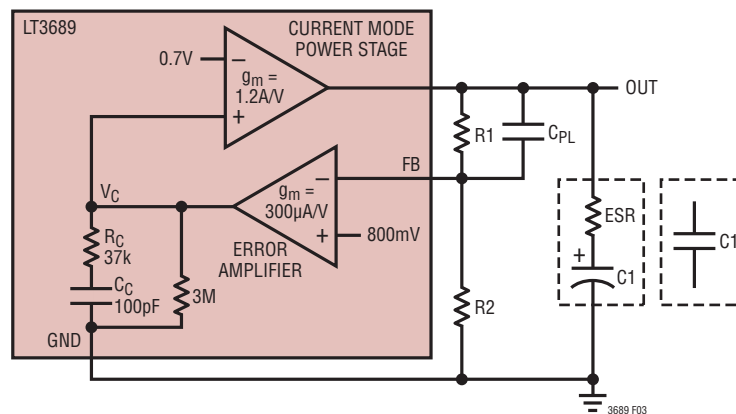 LT3689
CURRENT MODE
POWER STAGE
0.7V
−
gm =
1.2A/V
+
OUT
R1
CPL
FB
VC
−
gm =
300µA/V
+
800mV
ERROR
AMPLIFIER
RC
37k
CC
100pF
3M
GND
R2
ESR
+
C1
C1
3689 F03